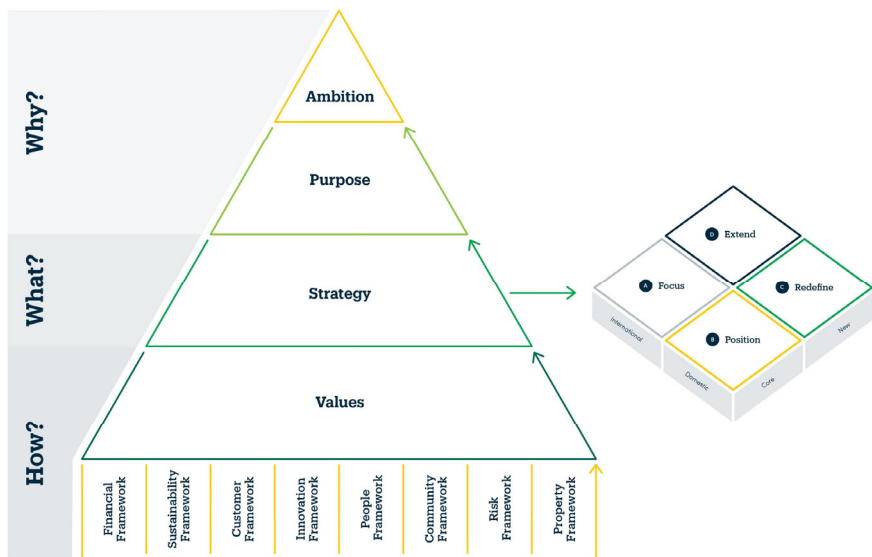 Why?
Ambition
Purpose
What?
Strategy
How?
Values
Financial
Framework
Sustainability
Framework
Customer
Framework
Innovation
Framework
People
Framework
Community
Framework
Risk
Framework
Property
Framework
D Extend
A Focus
C Redefine
B Position
International
Domestic
Core
New